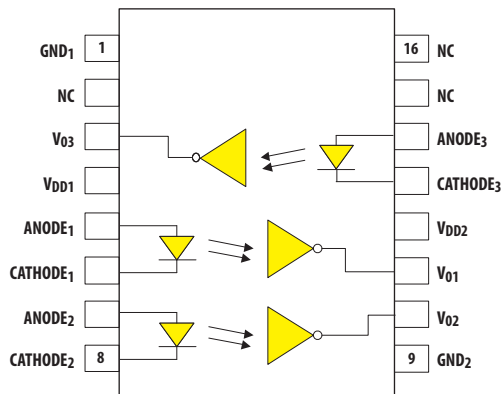 GND1 1 16 NC
NC NC
V03 ANODE3
VDD1 CATHODE3
ANODE1 VDD2
CATHODE1 V01
ANODE2 V02
CATHODE2 8 9 GND2